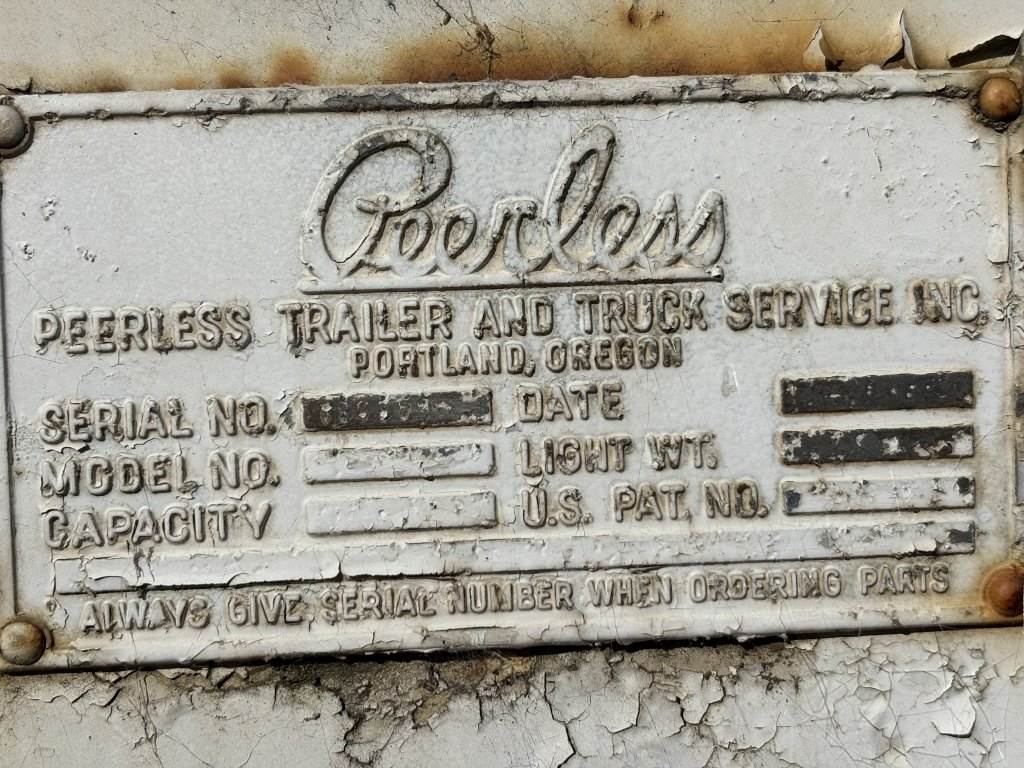 Peerless
PEERLESS TRAILER AND TRUCK SERVICE INC.
PORTLAND, OREGON
SERIAL NO. DATE
MODEL NO. LIGHT WT.
CAPACITY U.S. PAT. NO.
ALWAYS GIVE SERIAL NUMBER WHEN ORDERING PARTS